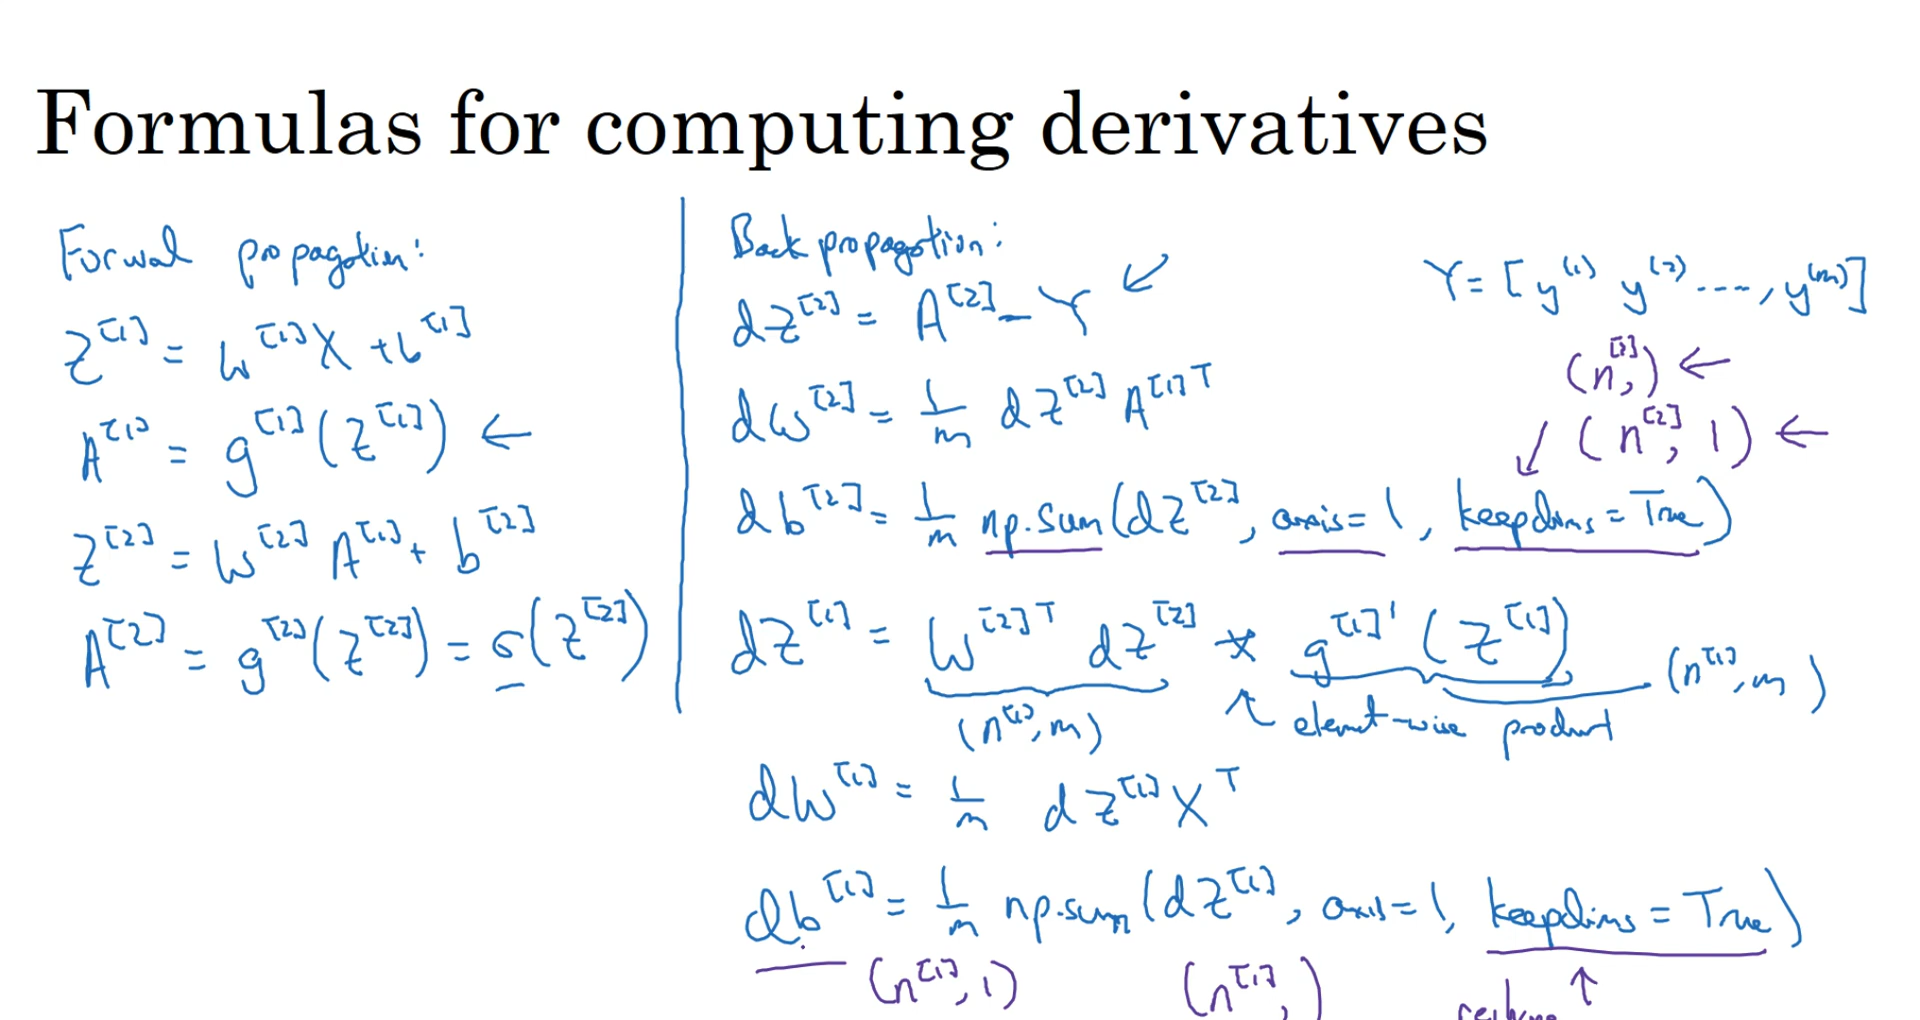 Formulas for computing derivatives
Forwal propagation:
Z^[1] = W^[1]X + b^[1]
A^[1] = g^[1](Z^[1]) ←
Z^[2] = W^[2] A^[1] + b^[2]
A^[2] = g^[2](Z^[2]) = σ(Z^[2])
Back propagation:
dZ^[2] = A^[2] - Y ↙
Y = [y^(1) y^(2) ...., y^(m)]
dW^[2] = 1/m dZ^[2] A^[1]T
(n^[2],) ←
↙ (n^[2], 1) ←
db^[2] = 1/m np.sum(dZ^[2], axis=1, keepdims=True)
dZ^[1] = W^[2]T dZ^[2] * g^[1]'(Z^[1])
(n^[1], m) ↖ element-wise product (n^[1], m)
dW^[1] = 1/m dZ^[1] X^T
db^[1] = 1/m np.sum(dZ^[1], axis=1, keepdims=True)
(n^[1], 1) (n^[1],) ↑